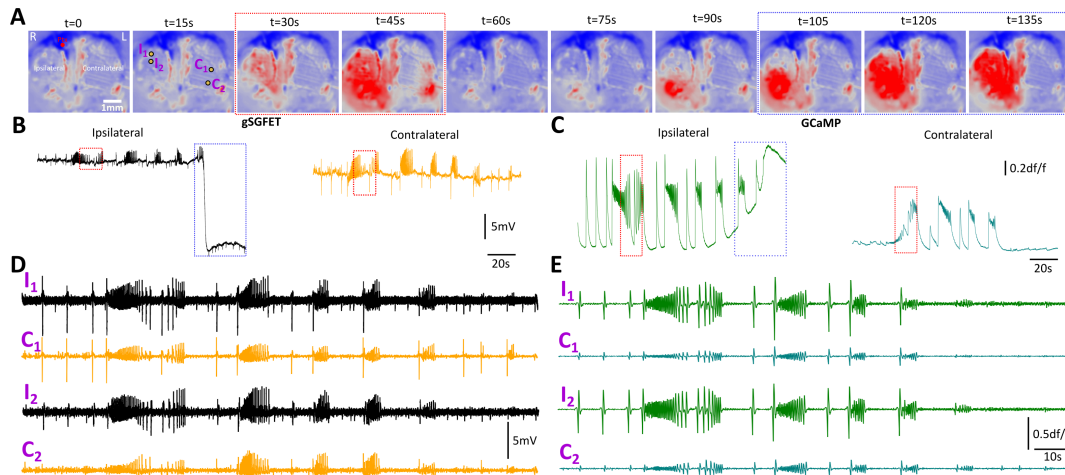 A
t=0 t=15s t=30s t=45s t=60s t=75s t=90s t=105 t=120s t=135s
R L
I1
I2
C1
C2
Ipsilateral Contralateral
1mm
gSGFET GCaMP
B Ipsilateral Contralateral
C Ipsilateral Contralateral
0.2df/f
5mV
20s 20s
D E
I1 I1
C1 C1
I2 I2
5mV 0.5df/
C2 C2
10s